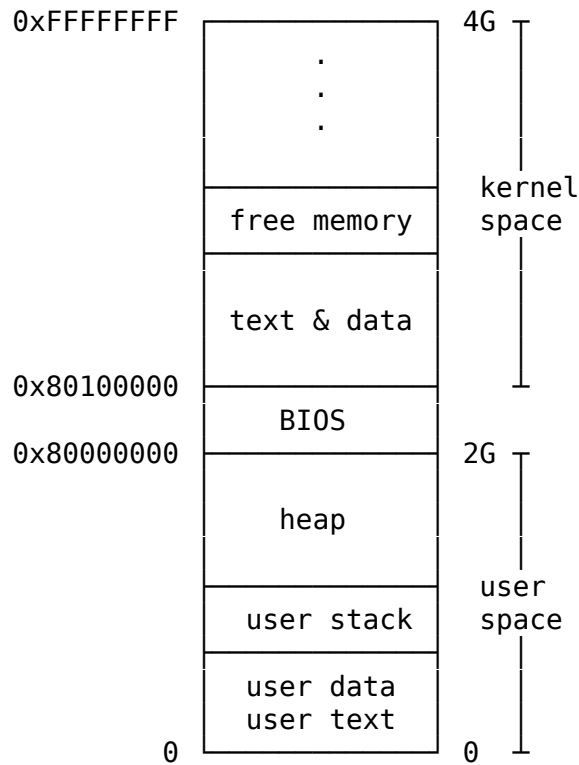 0xFFFFFFFF 4G
.
.
.
kernel
free memory space
text & data
0x80100000
BIOS
0x80000000 2G
heap
user
user stack space
user data
user text
0 0